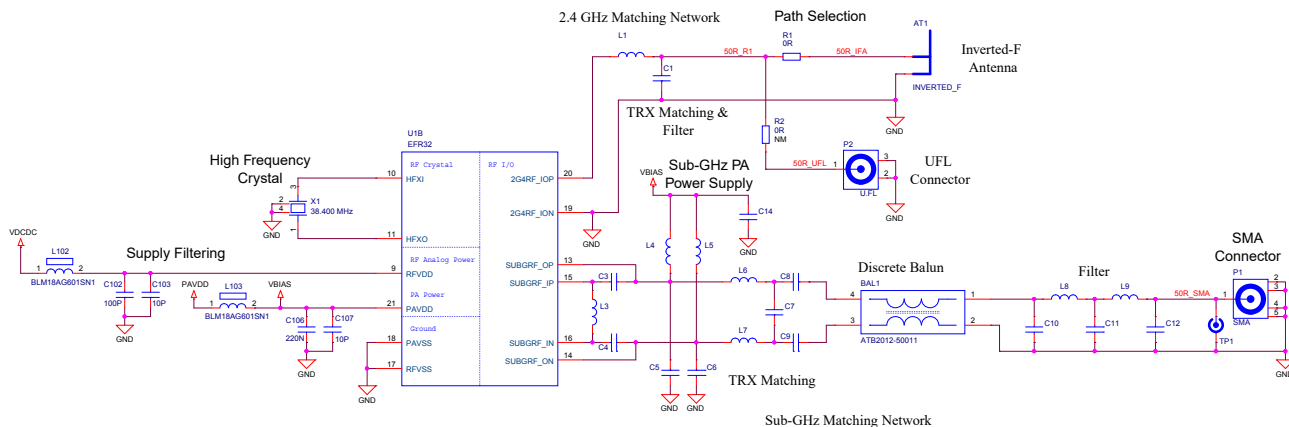 2.4 GHz Matching Network
Path Selection
L1
C1
50R_R1
R1
0R
50R_IFA
AT1
INVERTED_F
Inverted-F
Antenna
GND
TRX Matching &
Filter
R2
0R
NM
50R_UFL
1
P2
3
2
U.FL
GND
UFL
Connector
U1B
EFR32
RF Crystal
RF I/O
High Frequency
Crystal
3
2
4
1
X1
38.400 MHz
GND
10
HFXI
11
HFXO
2G4RF_IOP
20
2G4RF_ION
19
GND
Sub-GHz PA
Power Supply
VBIAS
C14
GND
L4
L5
VDCDC
L102
1
2
BLM18AG601SN1
Supply Filtering
C102
100P
C103
10P
GND
RF Analog Power
9
RFVDD
PAVDD
L103
1
2
BLM18AG601SN1
VBIAS
C106
220N
C107
10P
GND
PA Power
21
PAVDD
Ground
18
PAVSS
17
RFVSS
GND
SUBGRF_OP
13
SUBGRF_IP
15
SUBGRF_IN
16
SUBGRF_ON
14
C3
L3
C4
C5
C6
GND
GND
L6
L7
C7
C8
C9
TRX Matching
Discrete Balun
BAL1
4
3
1
2
ATB2012-50011
Filter
L8
L9
C10
C11
C12
50R_SMA
TP1
SMA
Connector
P1
1
2
3
4
5
SMA
GND
Sub-GHz Matching Network